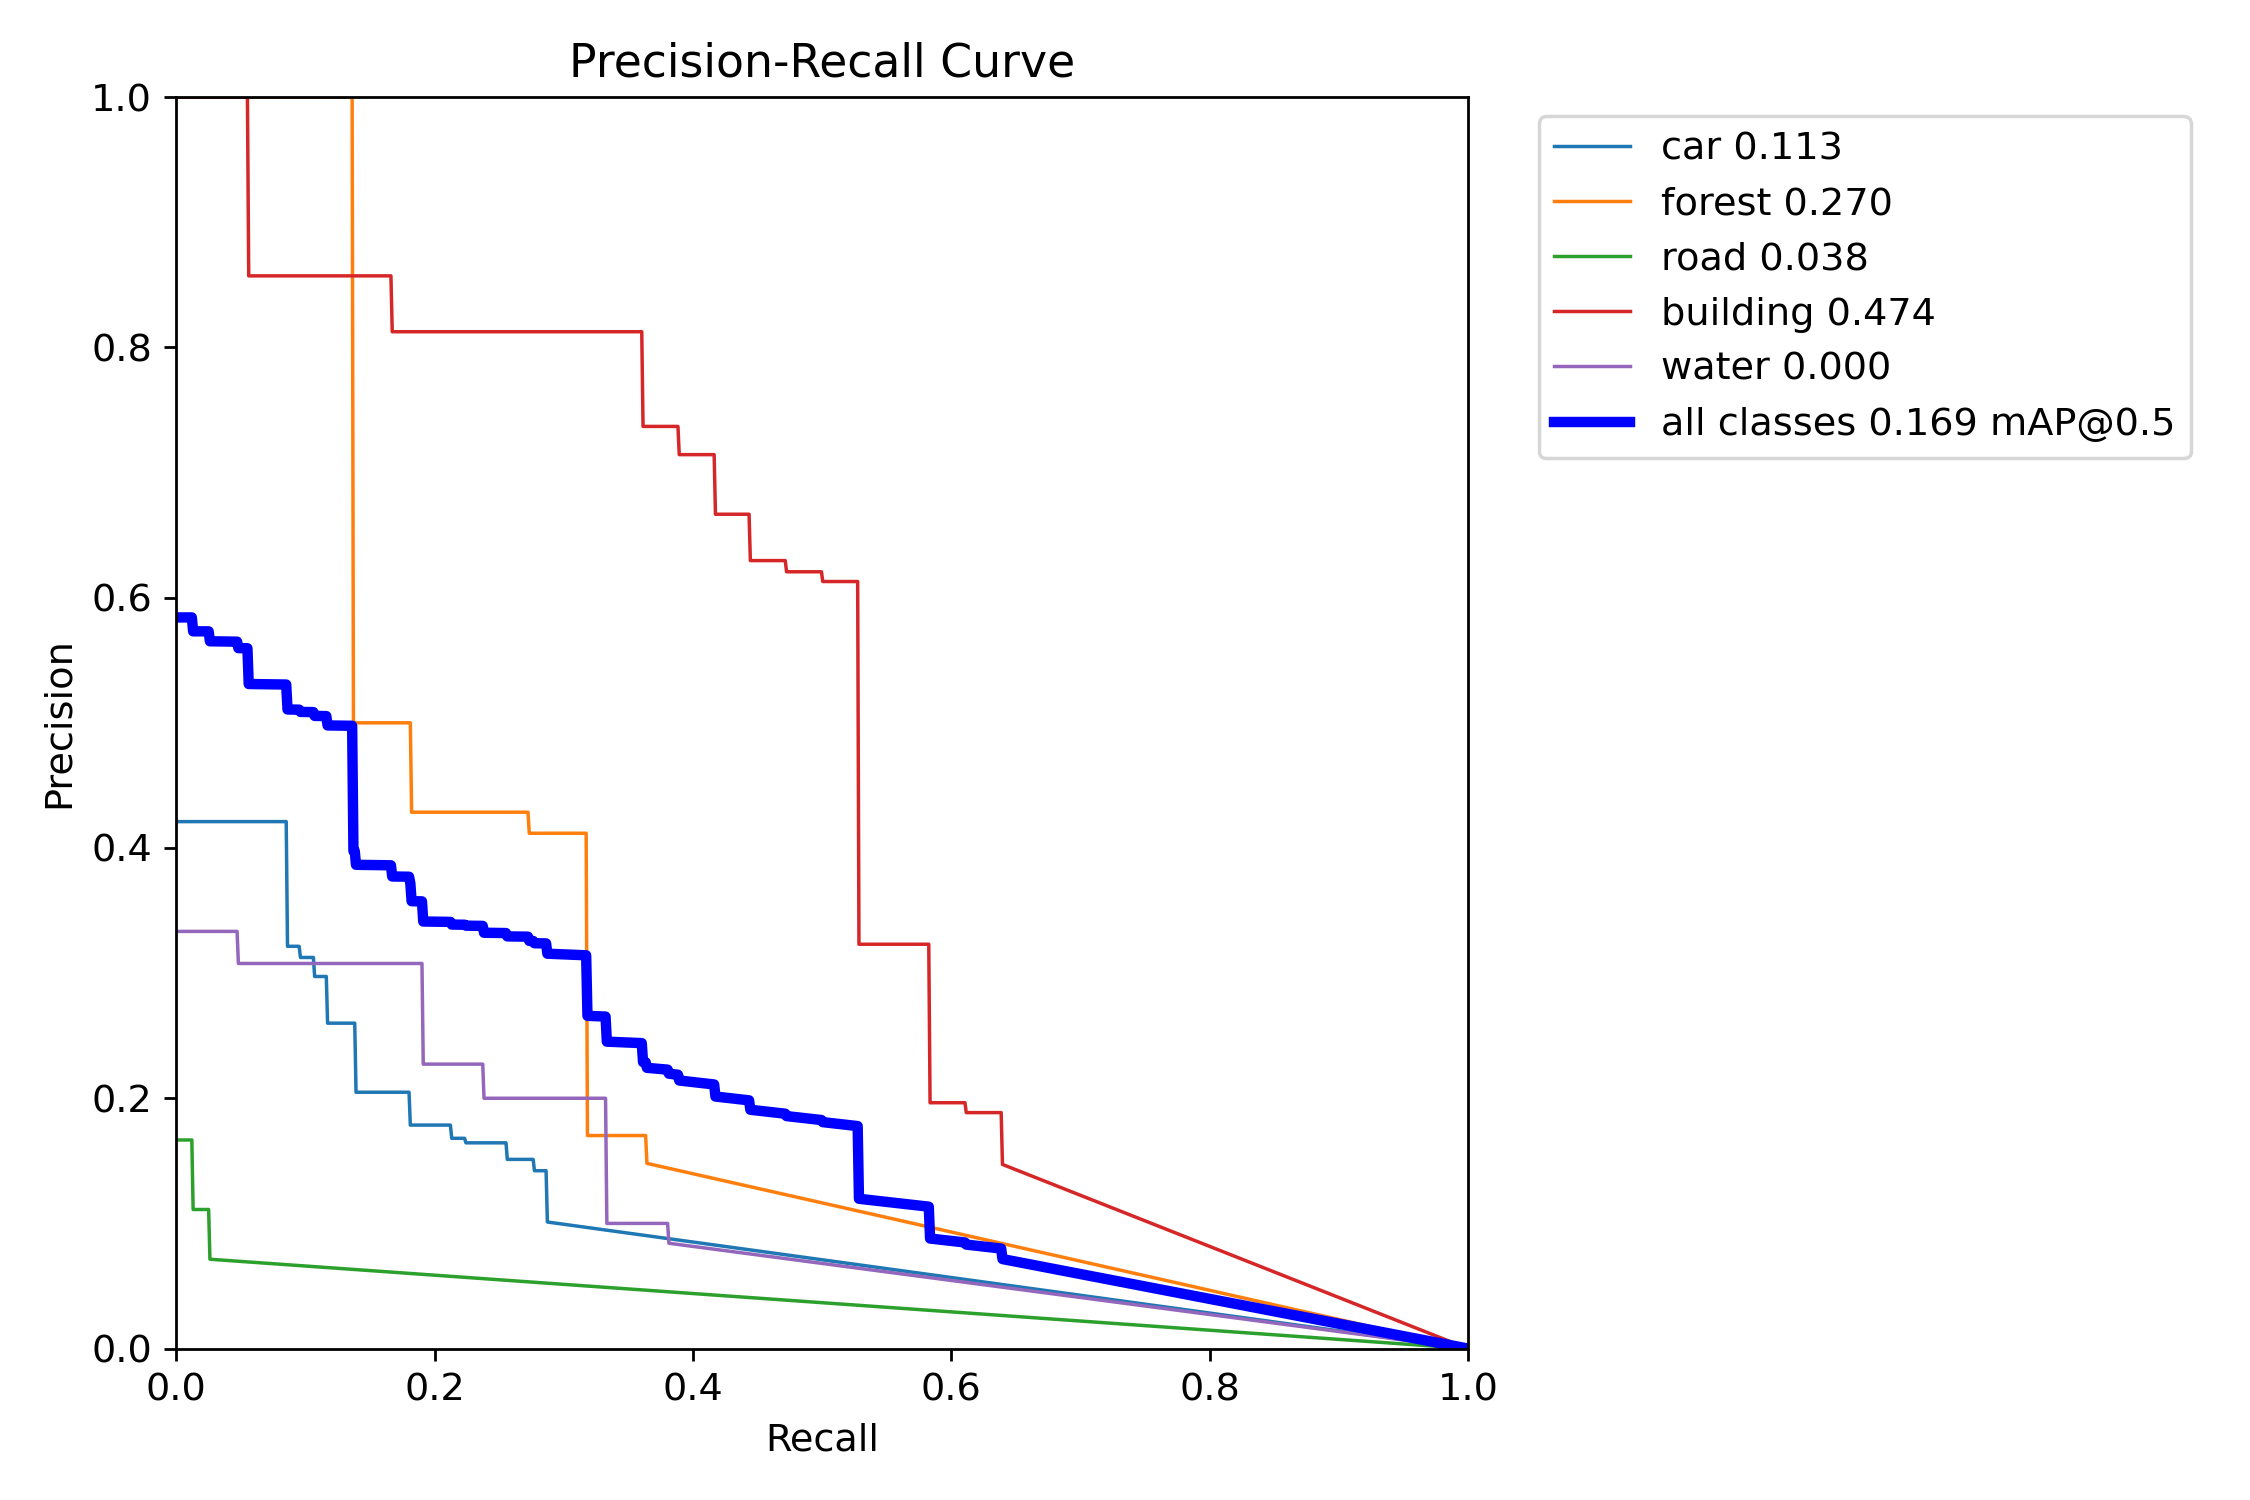 Precision-Recall Curve
1.0
0.8
0.6
0.4
0.2
0.0
Precision
0.0 0.2 0.4 0.6 0.8 1.0
Recall
car 0.113
forest 0.270
road 0.038
building 0.474
water 0.000
all classes 0.169 mAP@0.5